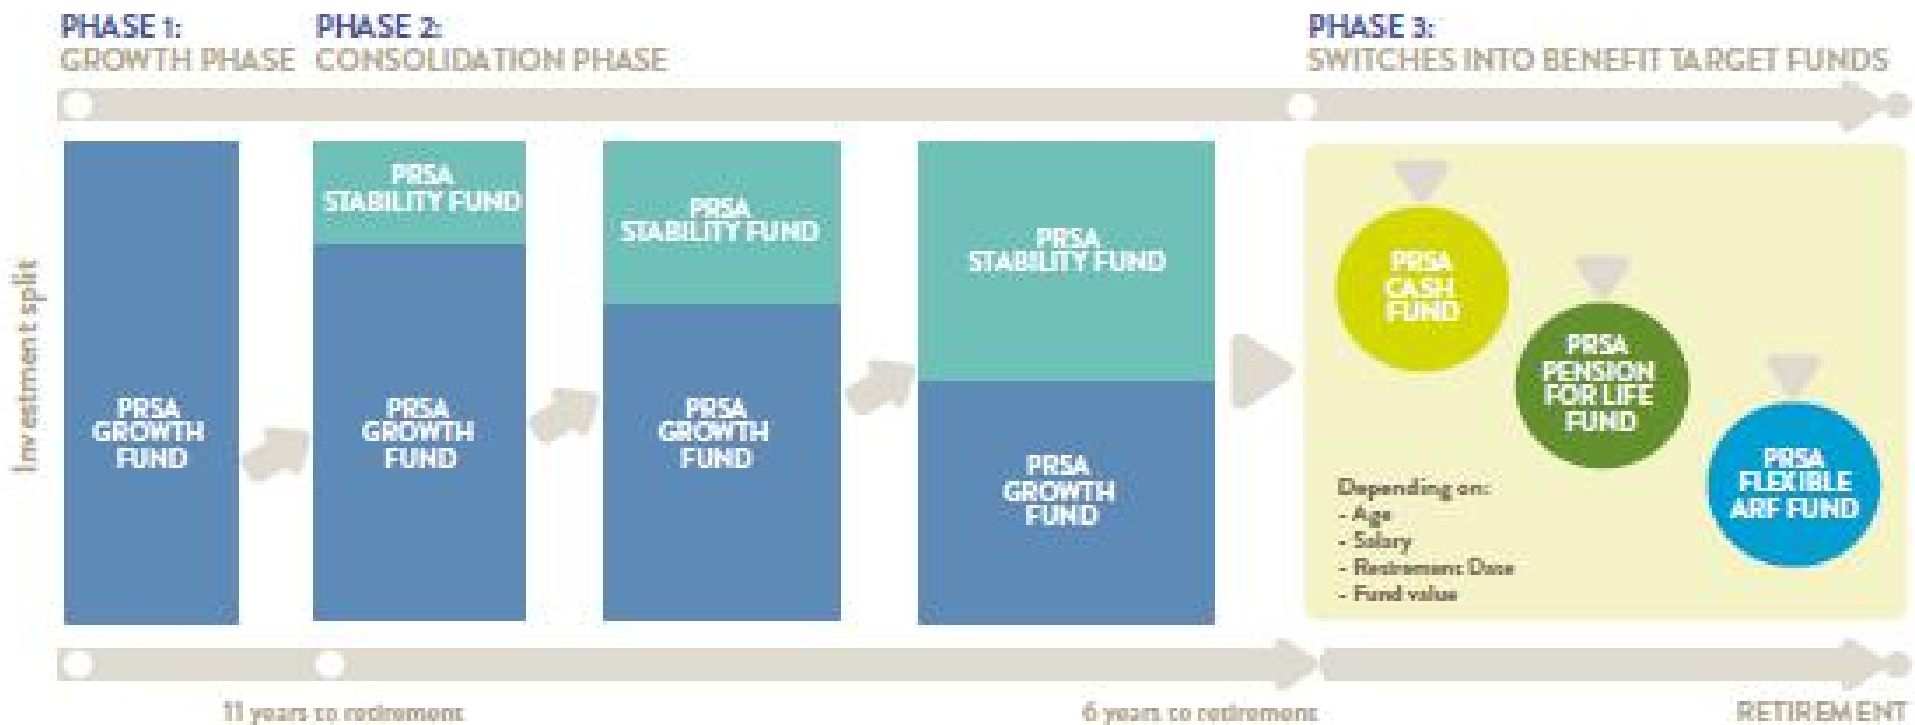 PHASE 1:
GROWTH PHASE
PHASE 2:
CONSOLIDATION PHASE
PHASE 3:
SWITCHES INTO BENEFIT TARGET FUNDS
Investment split
PRSA
GROWTH
FUND
PRSA
STABILITY FUND
PRSA
GROWTH
FUND
PRSA
STABILITY FUND
PRSA
GROWTH
FUND
PRSA
STABILITY FUND
PRSA
GROWTH
FUND
PRSA
CASH
FUND
PRSA
PENSION
FOR LIFE
FUND
PRSA
FLEXIBLE
ARF FUND
Depending on:
- Age
- Salary
- Restrement Date
- Fund value
11 years to retirement
6 years to retirement
RETIREMENT